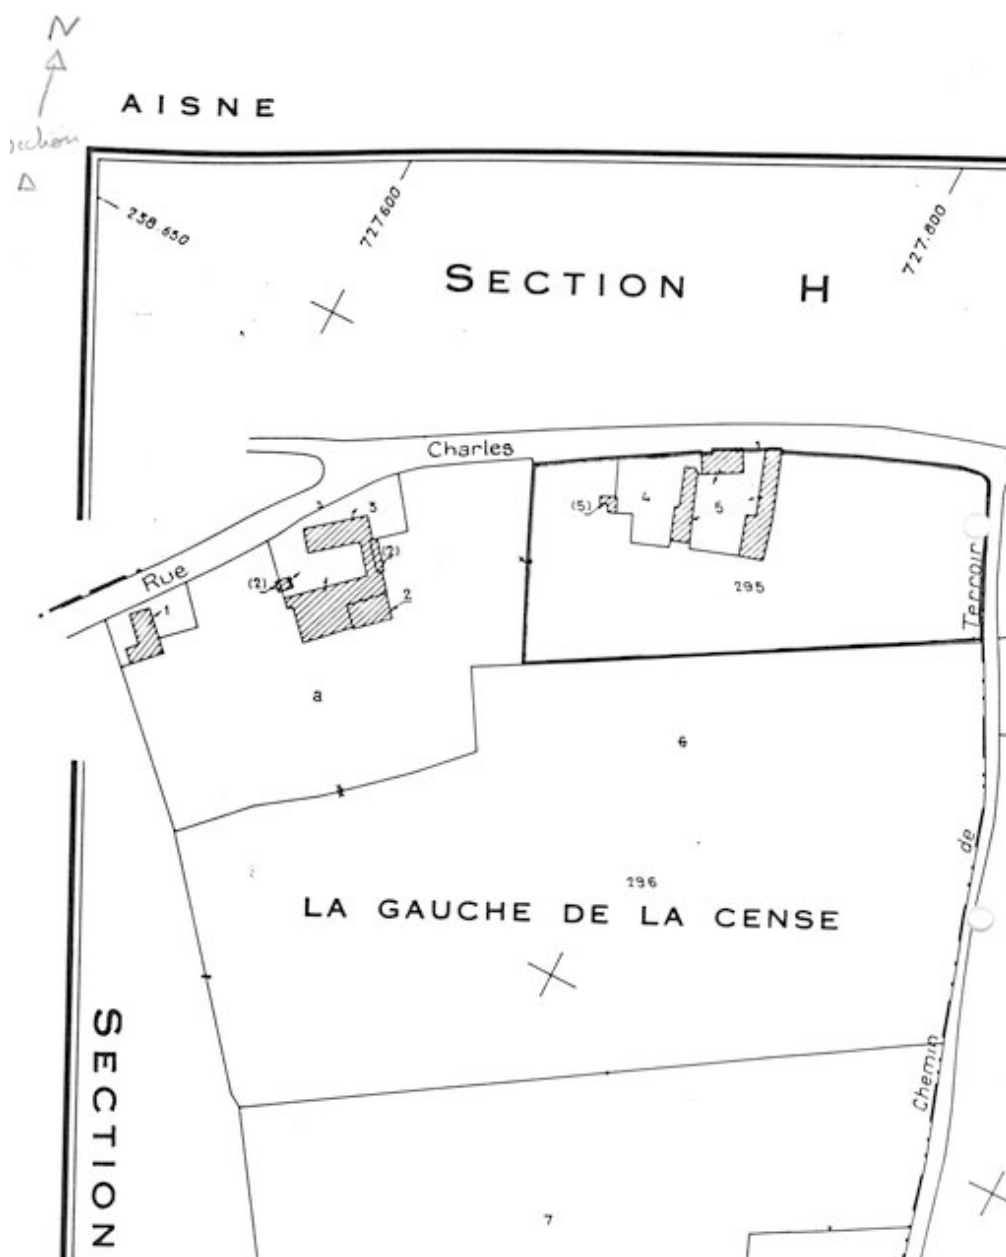 N
AISNE
238.650
727600
727.800
SECTION H
Charles
Rue
3
(2)
(2)
2
1
a
(5)
4
5
295
Terroir
6
de
296
LA GAUCHE DE LA CENSE
Chemin
SECTION
7